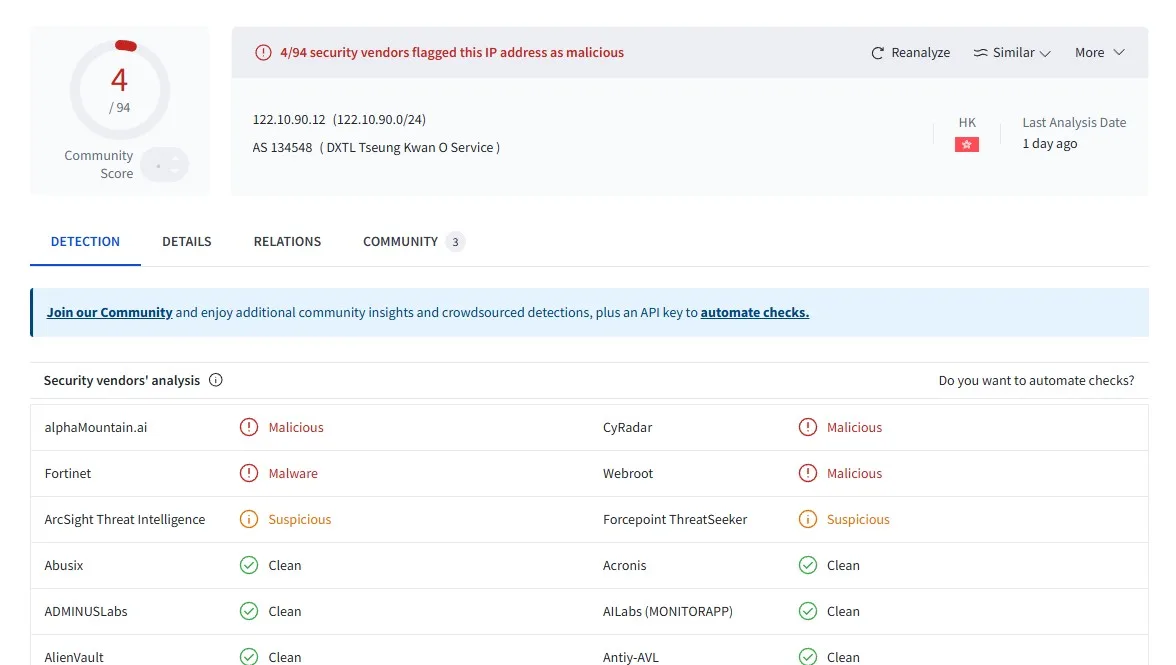 4
/ 94
Community
Score
4/94 security vendors flagged this IP address as malicious
Reanalyze
Similar
More
122.10.90.12 (122.10.90.0/24)
AS 134548 ( DXTL Tseung Kwan O Service )
HK
Last Analysis Date
1 day ago
DETECTION DETAILS RELATIONS COMMUNITY 3
Join our Community and enjoy additional community insights and crowdsourced detections, plus an API key to automate checks.
Security vendors' analysis Do you want to automate checks?
alphaMountain.ai Malicious CyRadar Malicious
Fortinet Malware Webroot Malicious
ArcSight Threat Intelligence Suspicious Forcepoint ThreatSeeker Suspicious
Abusix Clean Acronis Clean
ADMINUSLabs Clean AILabs (MONITORAPP) Clean
AlienVault Clean Antiy-AVL Clean